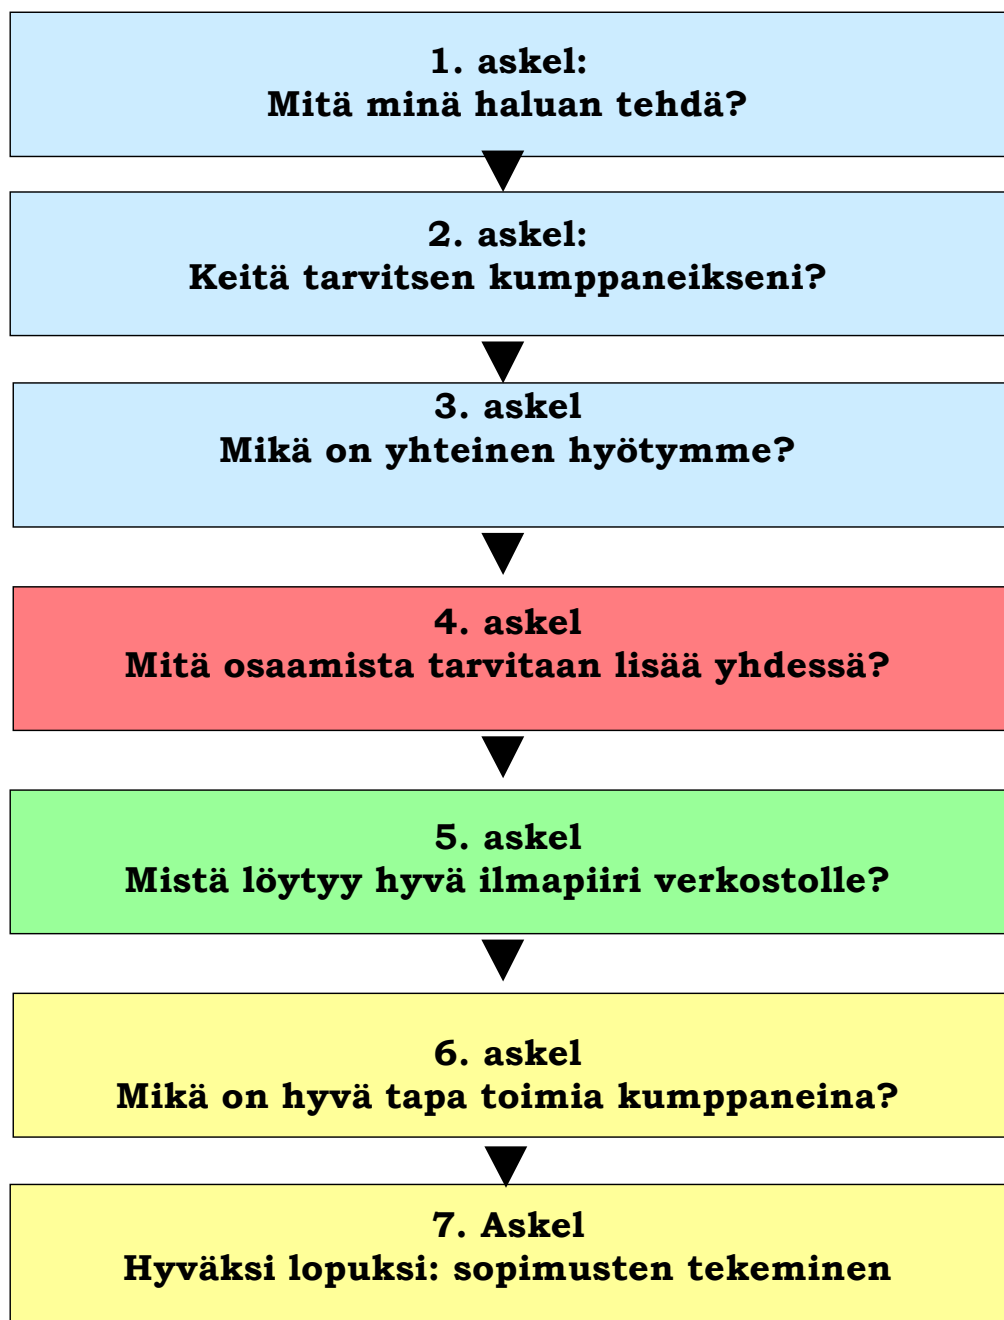 1. askel:
Mitä minä haluan tehdä?
2. askel:
Keitä tarvitsen kumppaneikseni?
3. askel
Mikä on yhteinen hyötymme?
4. askel
Mitä osaamista tarvitaan lisää yhdessä?
5. askel
Mistä löytyy hyvä ilmapiiri verkostolle?
6. askel
Mikä on hyvä tapa toimia kumppaneina?
7. Askel
Hyväksi lopuksi: sopimusten tekeminen